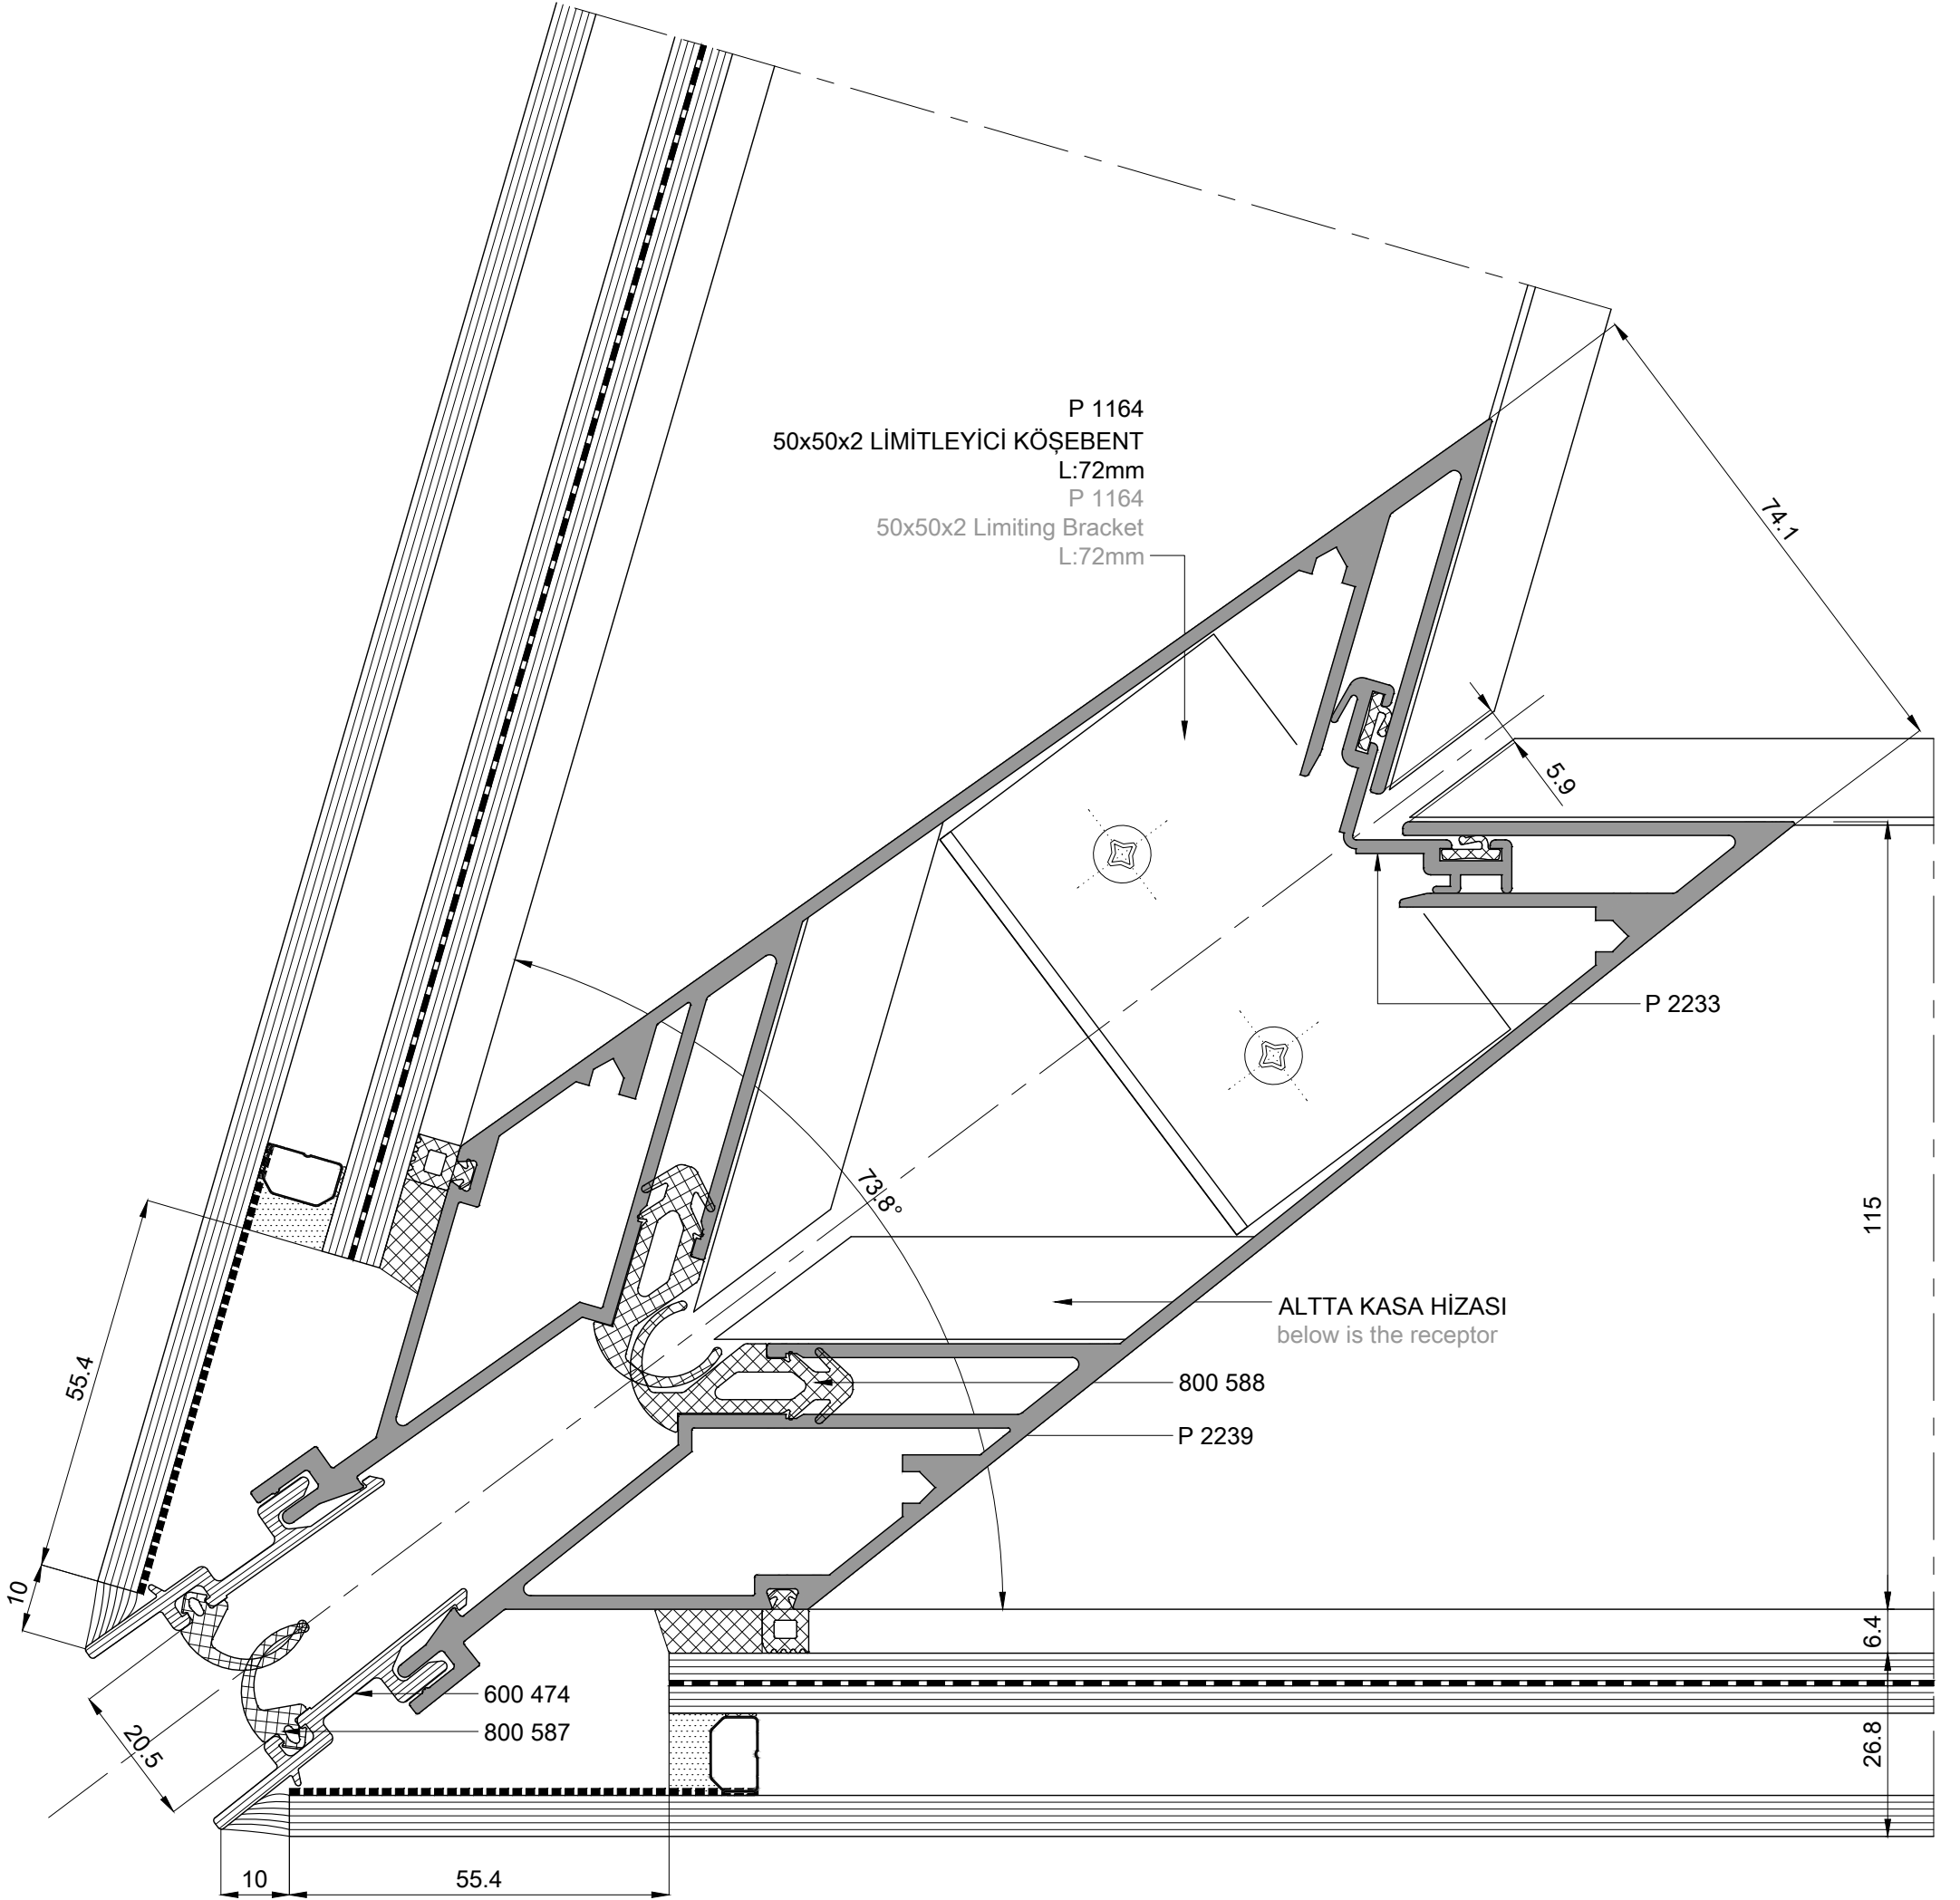 P 1164
50x50x2 LİMİTLEYİCİ KÖŞEBENT
L:72mm
P 1164
50x50x2 Limiting Bracket
L:72mm
74.1
5.9
P 2233
73.8°
115
ALTTA KASA HİZASI
below is the receptor
55.4
800 588
P 2239
10
6.4
600 474
800 587
20.5
26.8
10
55.4